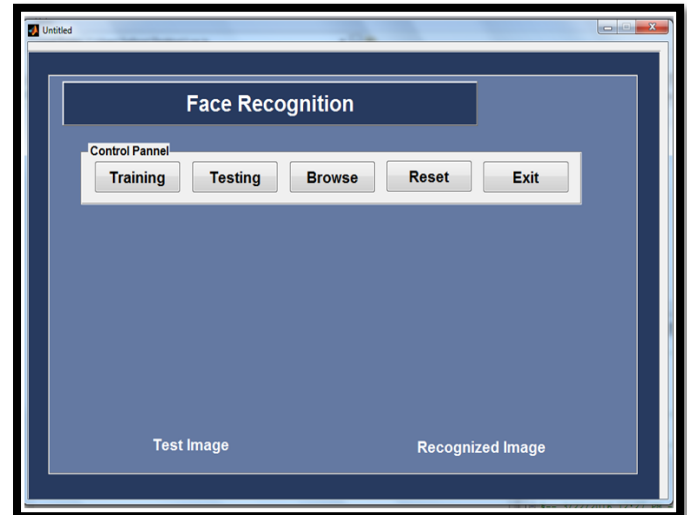 Untitled
Face Recognition
Control Pannel
Training Testing Browse Reset Exit
Test Image Recognized Image